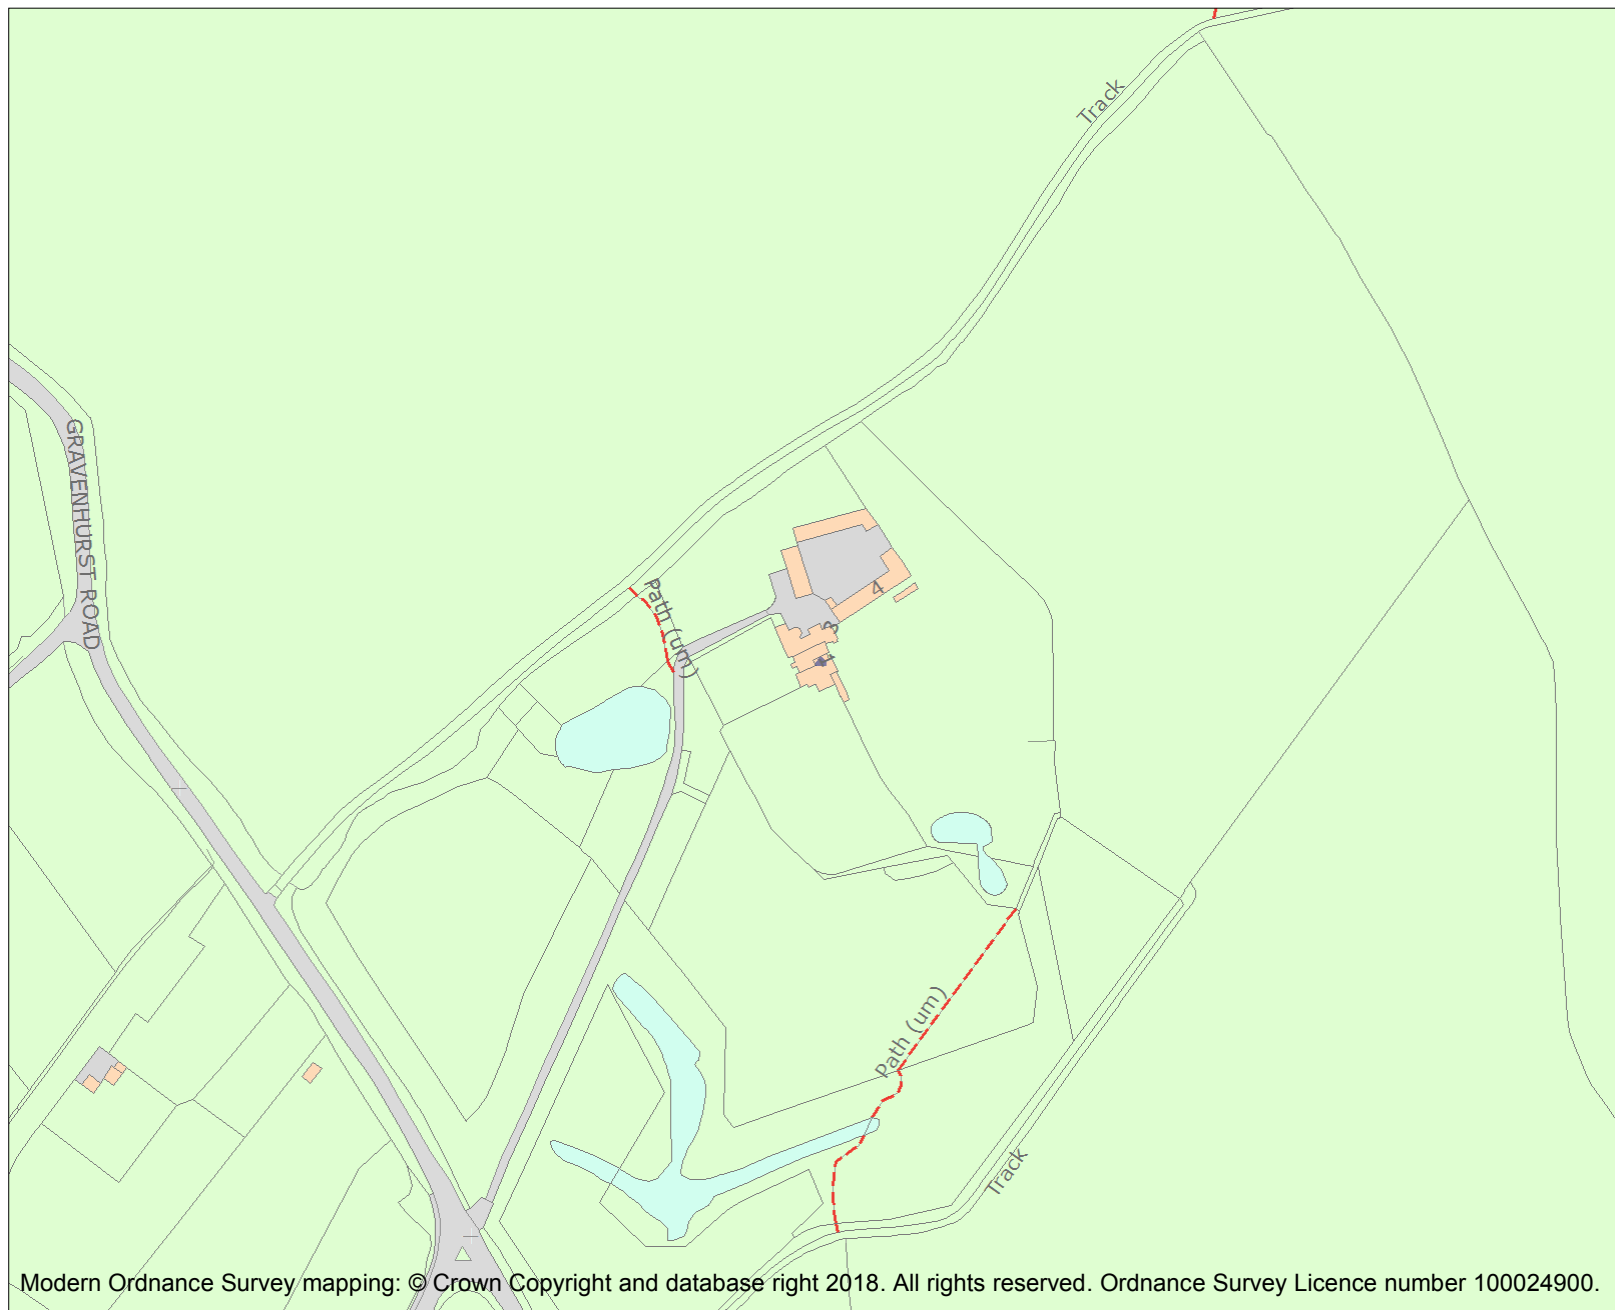 Track
GRAVENHURST ROAD
Path (um)
4
3
1
Path (um)
Track
Modern Ordnance Survey mapping: © Crown Copyright and database right 2018. All rights reserved. Ordnance Survey Licence number 100024900.